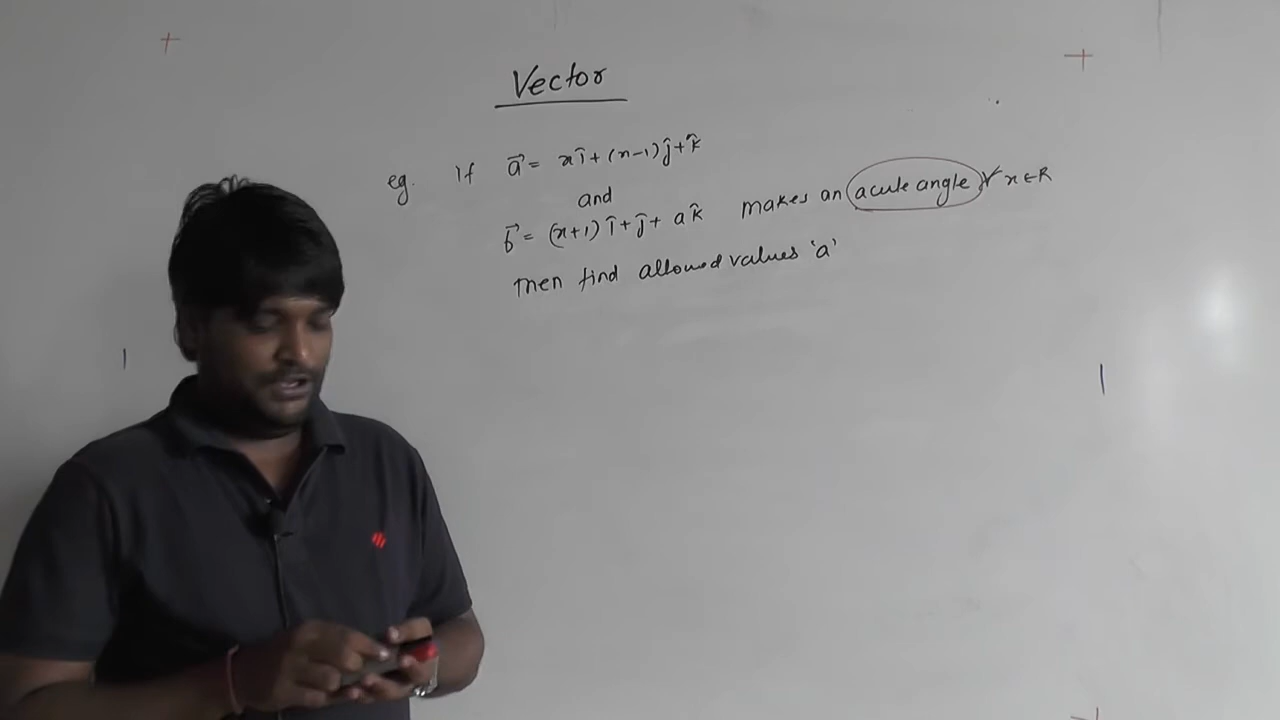 Vector
eg. If a⃗ = xî + (x-1)ĵ + k̂
and
b⃗ = (x+1)î + ĵ + ak̂ makes an acute angle ∀ x ∈ R
Then find allowed values 'a'